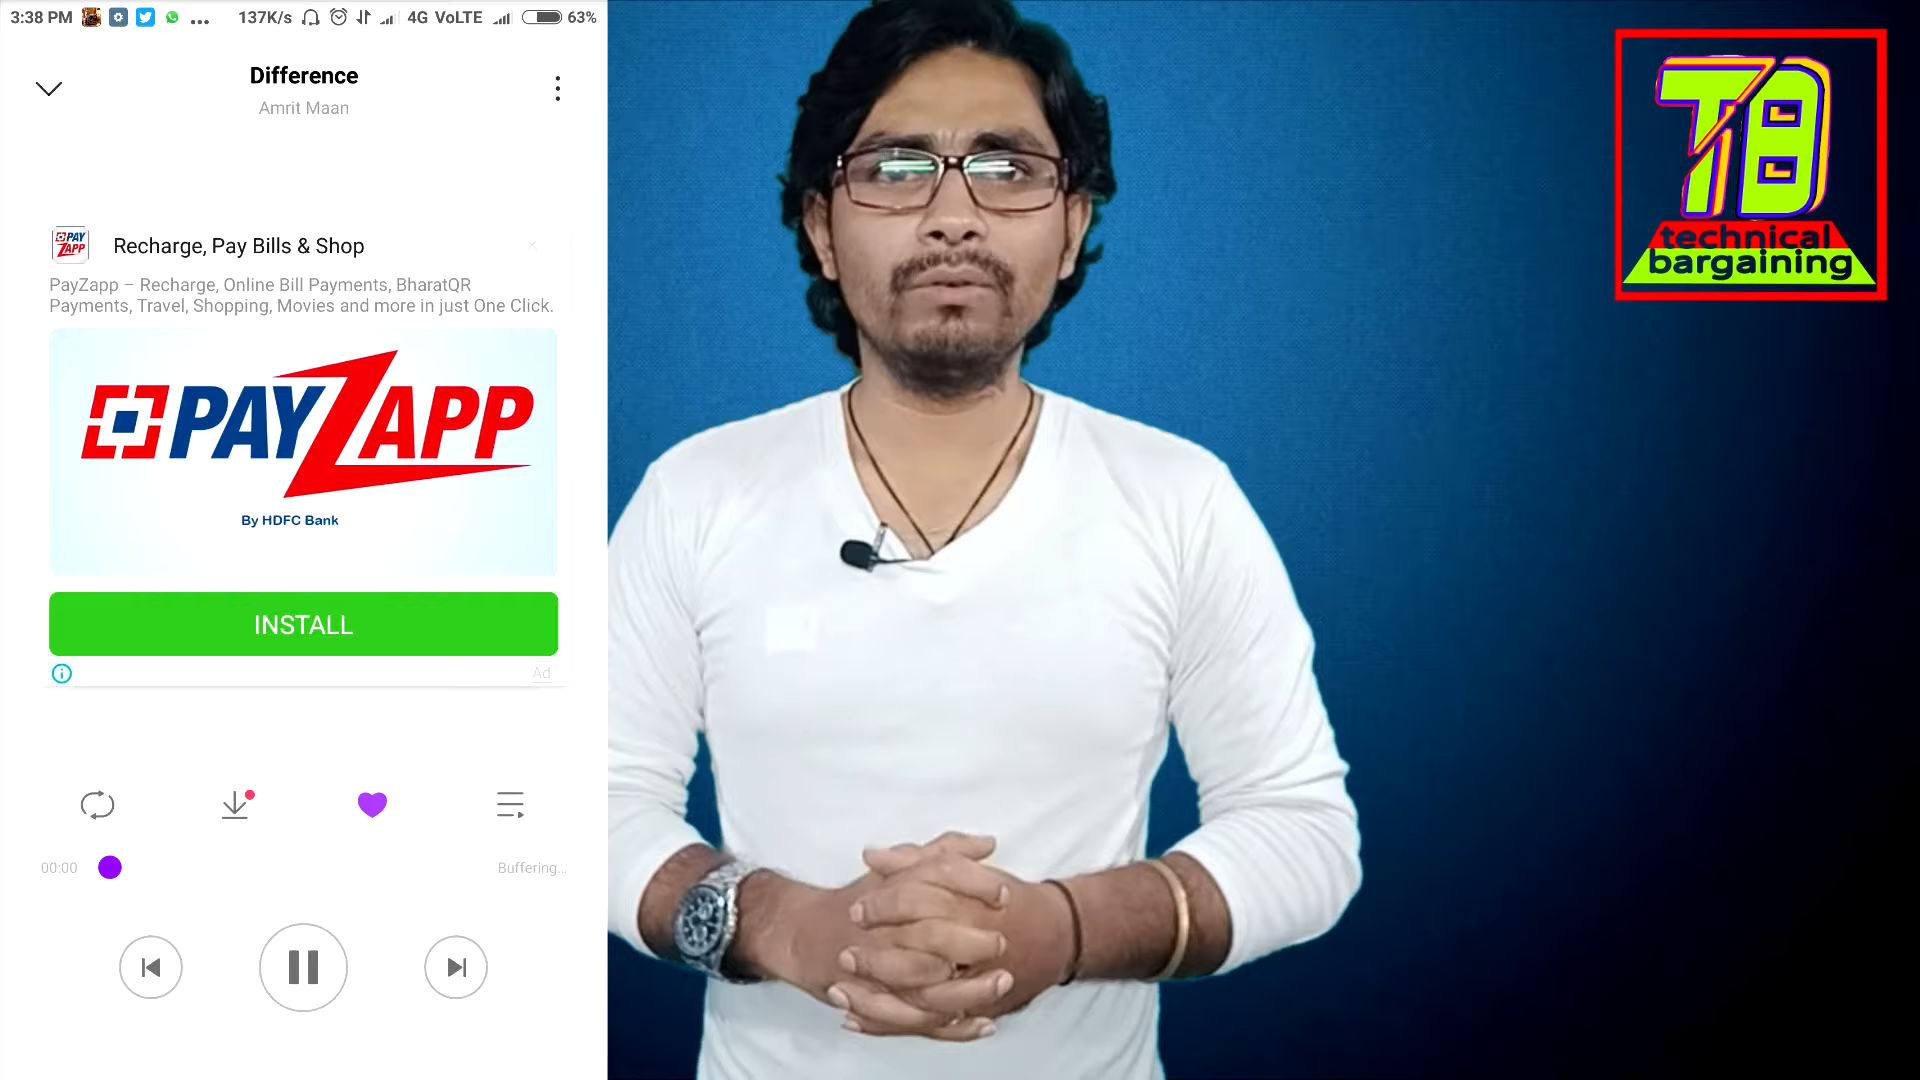 3:38 PM ... 137K/s 4G VoLTE 63%
Difference
Amrit Maan
PAY ZAPP
Recharge, Pay Bills & Shop
PayZapp – Recharge, Online Bill Payments, BharatQR
Payments, Travel, Shopping, Movies and more in just One Click.
PAYZAPP
By HDFC Bank
INSTALL
Ad
00:00
Buffering...
TB
technical
bargaining